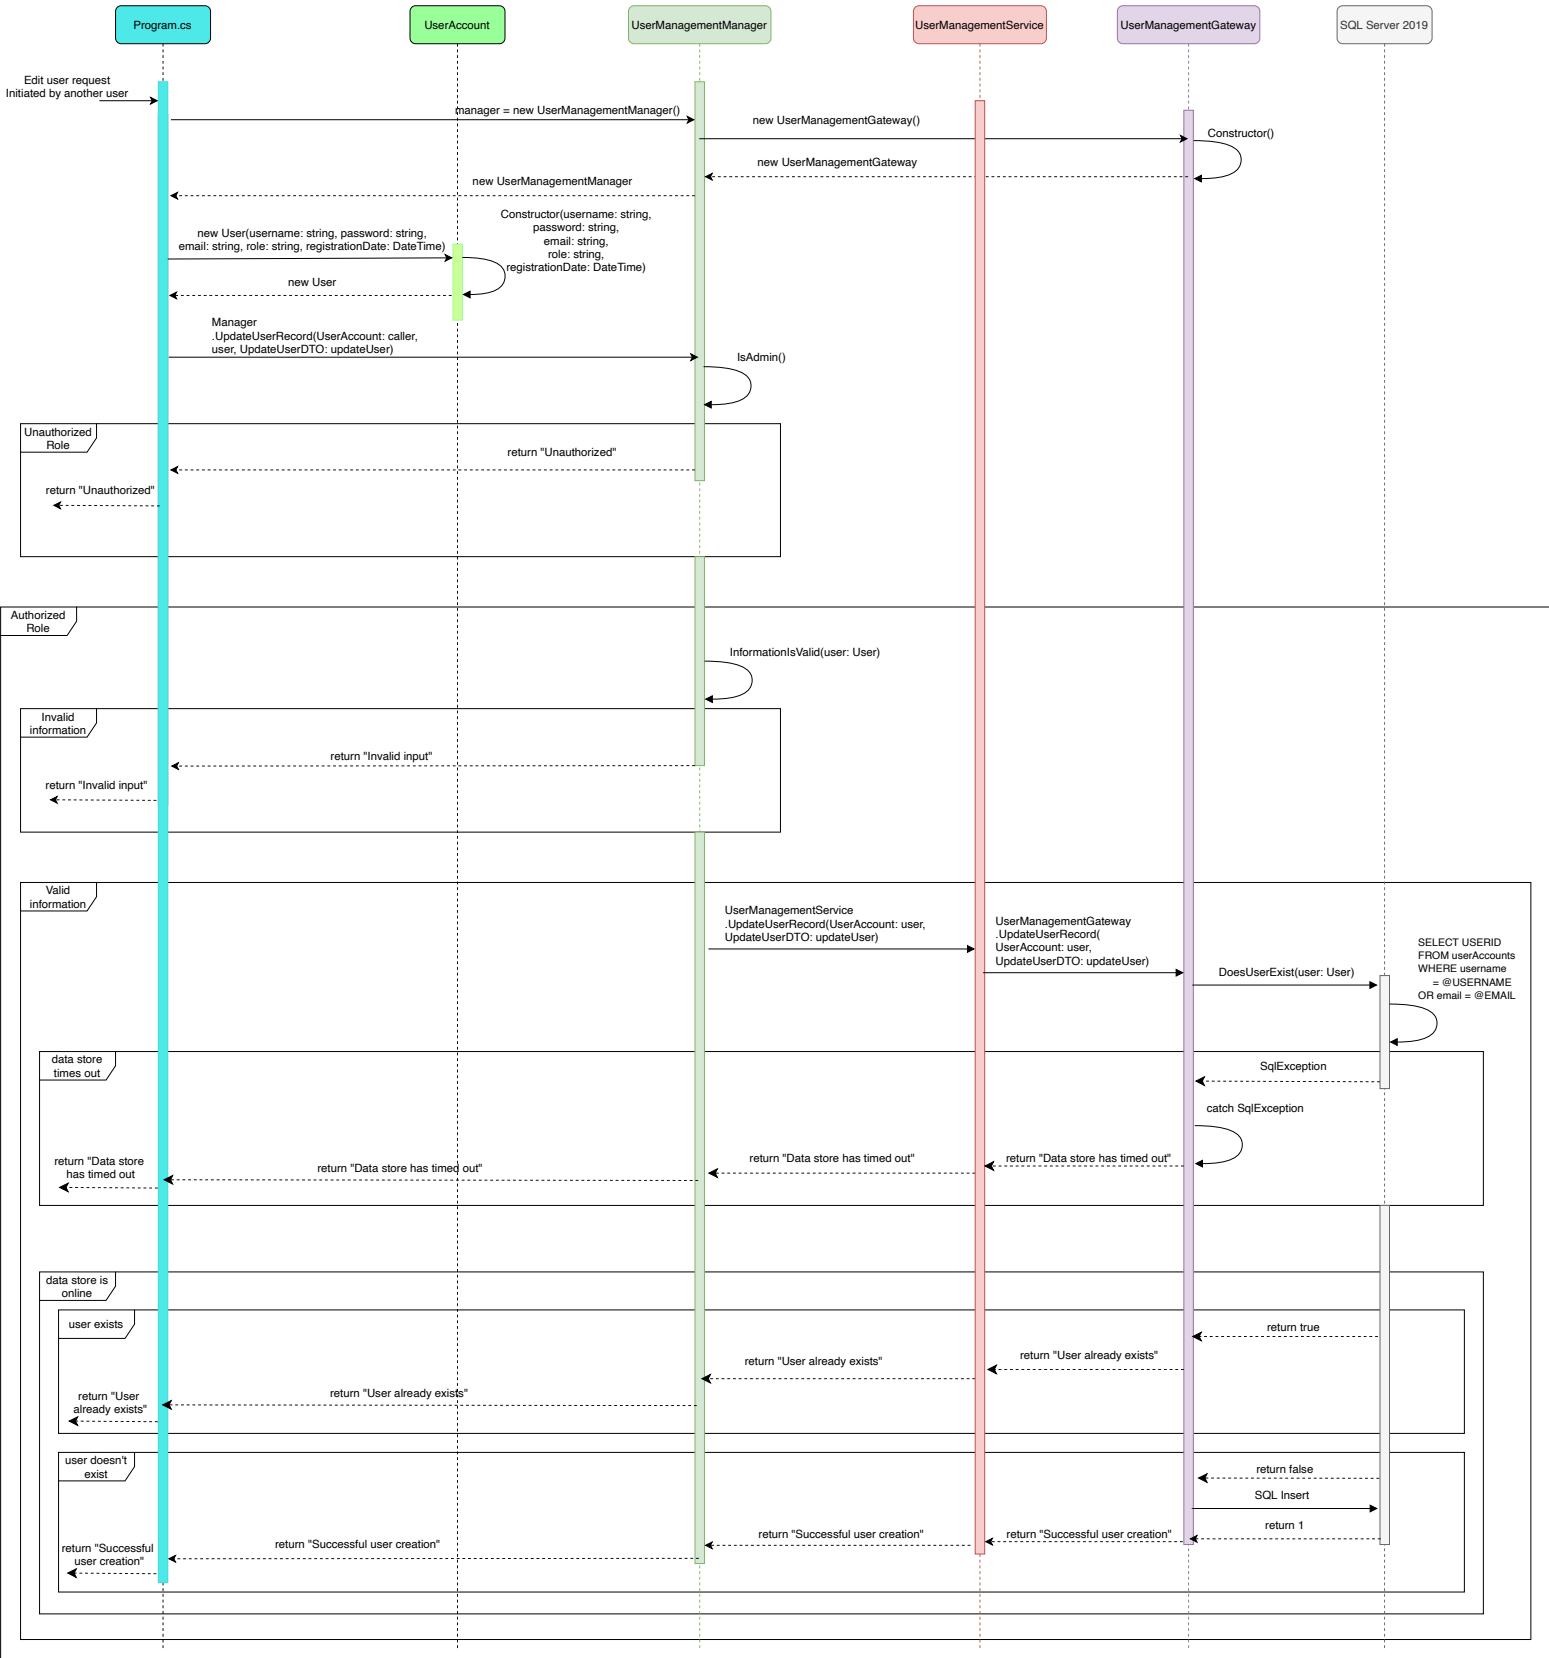 Program.cs
UserAccount
UserManagementManager
UserManagementService
UserManagementGateway
SQL Server 2019
Edit user request
Initiated by another user
manager = new UserManagementManager()
new UserManagementGateway()
Constructor()
new UserManagementGateway
new UserManagementManager
Constructor(username: string,
password: string,
email: string,
role: string,
registrationDate: DateTime)
new User(username: string, password: string,
email: string, role: string, registrationDate: DateTime)
new User
Manager
.UpdateUserRecord(UserAccount: caller,
user, UpdateUserDTO: updateUser)
IsAdmin()
Unauthorized
Role
return "Unauthorized"
return "Unauthorized"
Authorized
Role
InformationIsValid(user: User)
Invalid
information
return "Invalid input"
return "Invalid input"
Valid
information
UserManagementService
.UpdateUserRecord(UserAccount: user,
UpdateUserDTO: updateUser)
UserManagementGateway
.UpdateUserRecord(
UserAccount: user,
UpdateUserDTO: updateUser)
DoesUserExist(user: User)
SELECT USERID
FROM userAccounts
WHERE username
= @USERNAME
OR email = @EMAIL
data store
times out
SqlException
catch SqlException
return "Data store has timed out"
return "Data store has timed out"
return "Data store has timed out"
return "Data store
has timed out
data store is
online
user exists
return true
return "User already exists"
return "User already exists"
return "User already exists"
return "User
already exists"
user doesn't
exist
return false
SQL Insert
return 1
return "Successful user creation"
return "Successful user creation"
return "Successful user creation"
return "Successful
user creation"